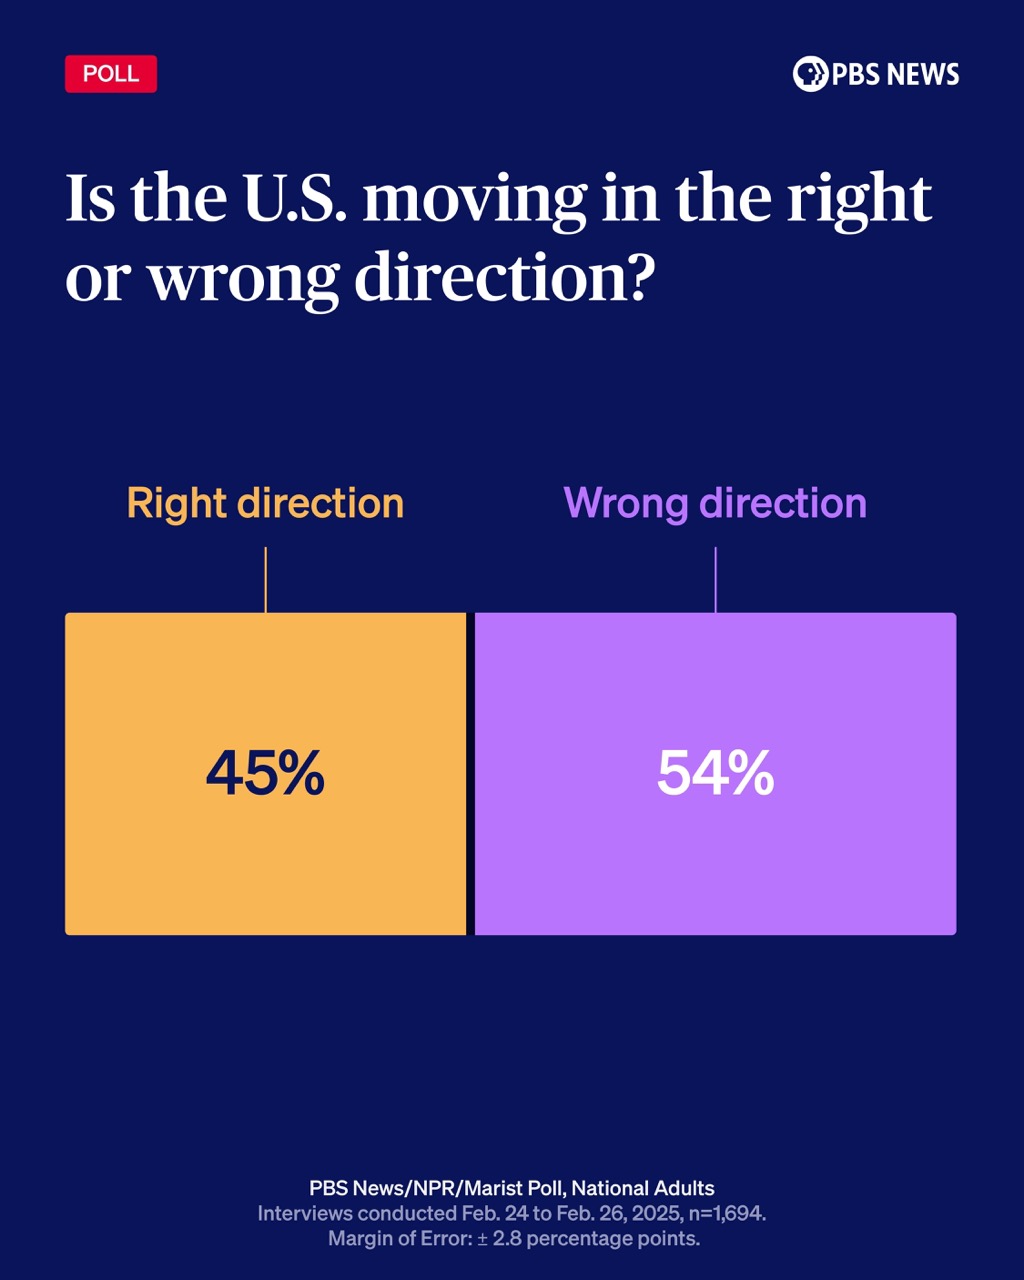 POLL
PBS NEWS
Is the U.S. moving in the right
or wrong direction?
Right direction
Wrong direction
45%
54%
PBS News/NPR/Marist Poll, National Adults
Interviews conducted Feb. 24 to Feb. 26, 2025, n=1,694.
Margin of Error: ± 2.8 percentage points.